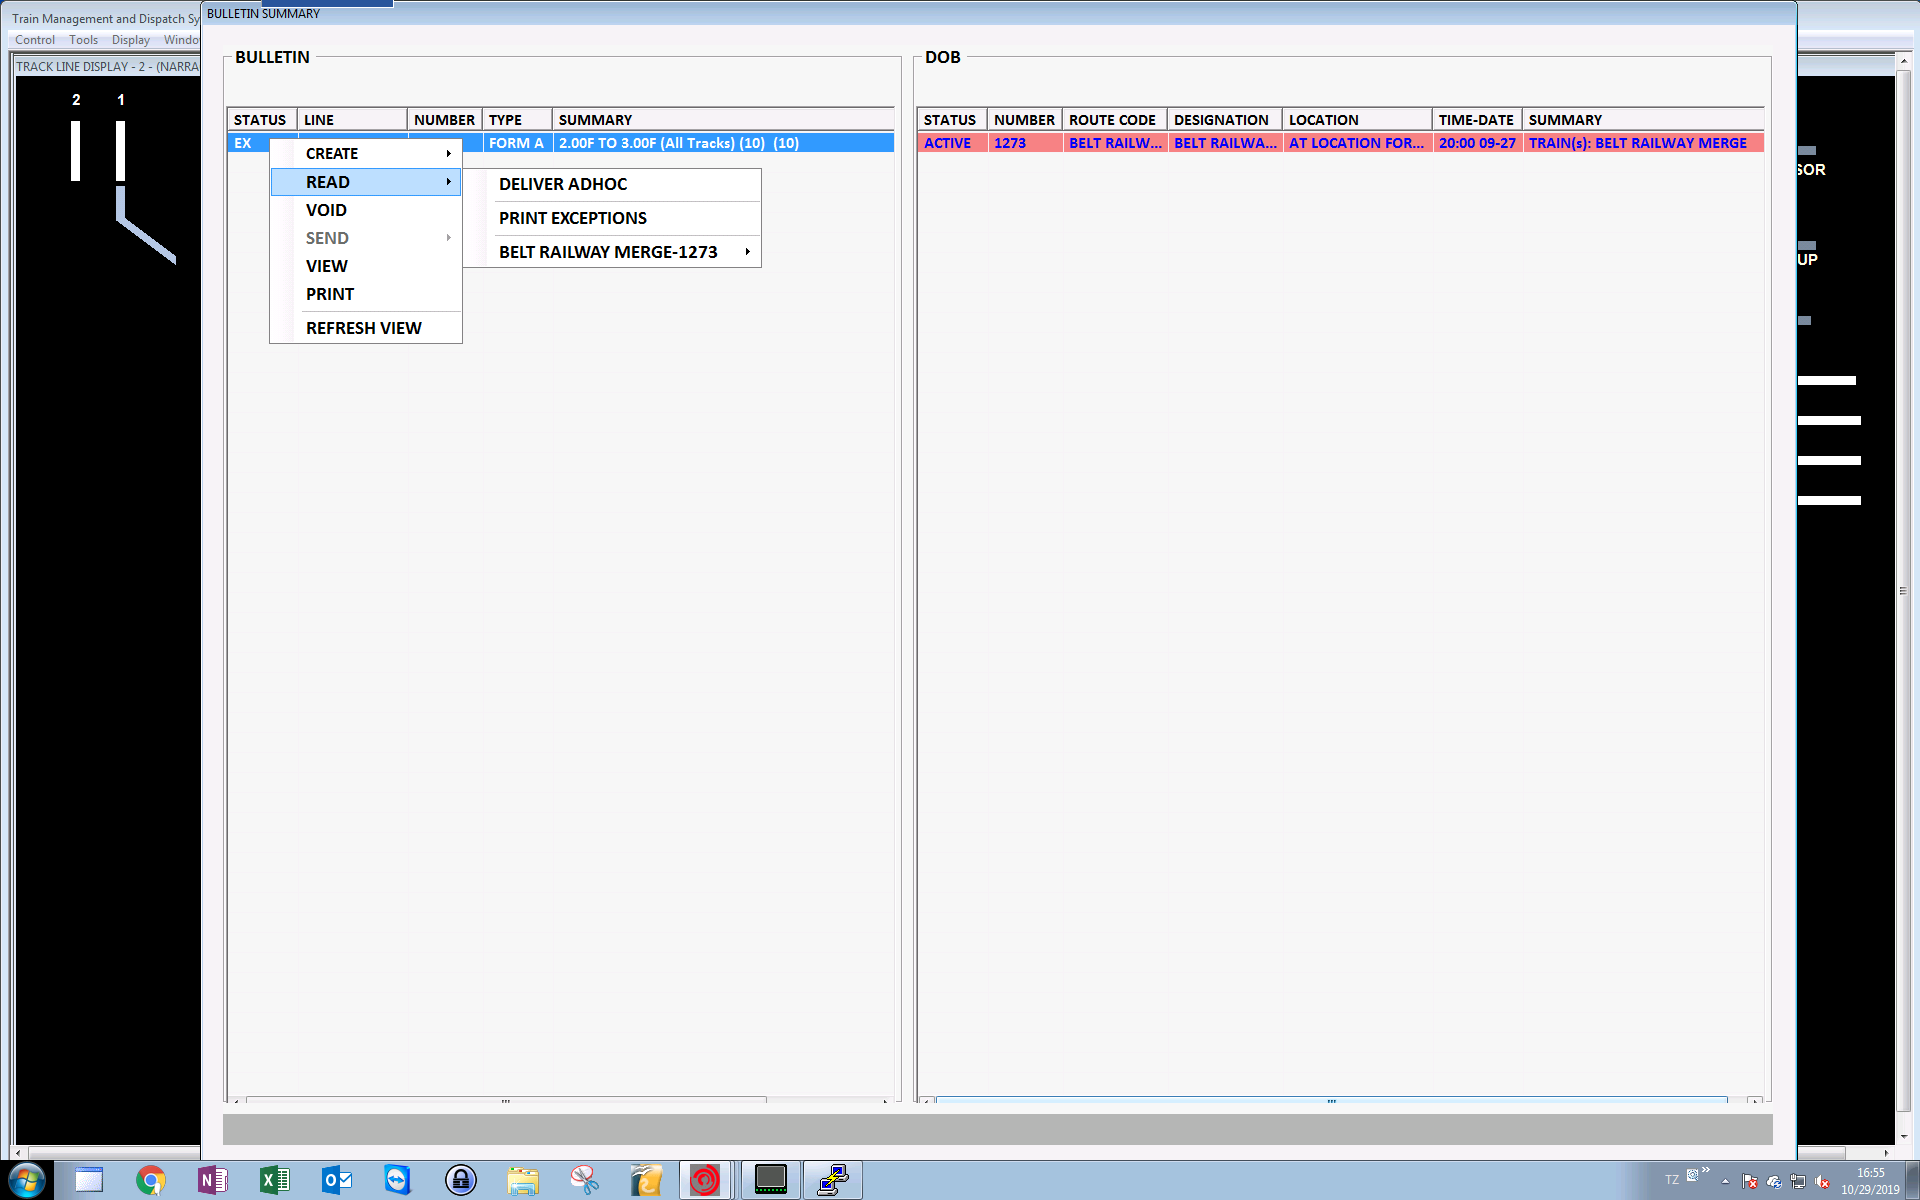 Train Management and Dispatch Sy
BULLETIN SUMMARY
Control Tools Display Windo
TRACK LINE DISPLAY - 2 - (NARRA
2 1
BULLETIN
STATUS LINE NUMBER TYPE SUMMARY
EX FORM A 2.00F TO 3.00F (All Tracks) (10) (10)
CREATE
READ
VOID
SEND
VIEW
PRINT
REFRESH VIEW
DELIVER ADHOC
PRINT EXCEPTIONS
BELT RAILWAY MERGE-1273
DOB
STATUS NUMBER ROUTE CODE DESIGNATION LOCATION TIME-DATE SUMMARY
ACTIVE 1273 BELT RAILW... BELT RAILWA... AT LOCATION FOR... 20:00 09-27 TRAIN(s): BELT RAILWAY MERGE
SOR
UP
TZ
16:55
10/29/2019